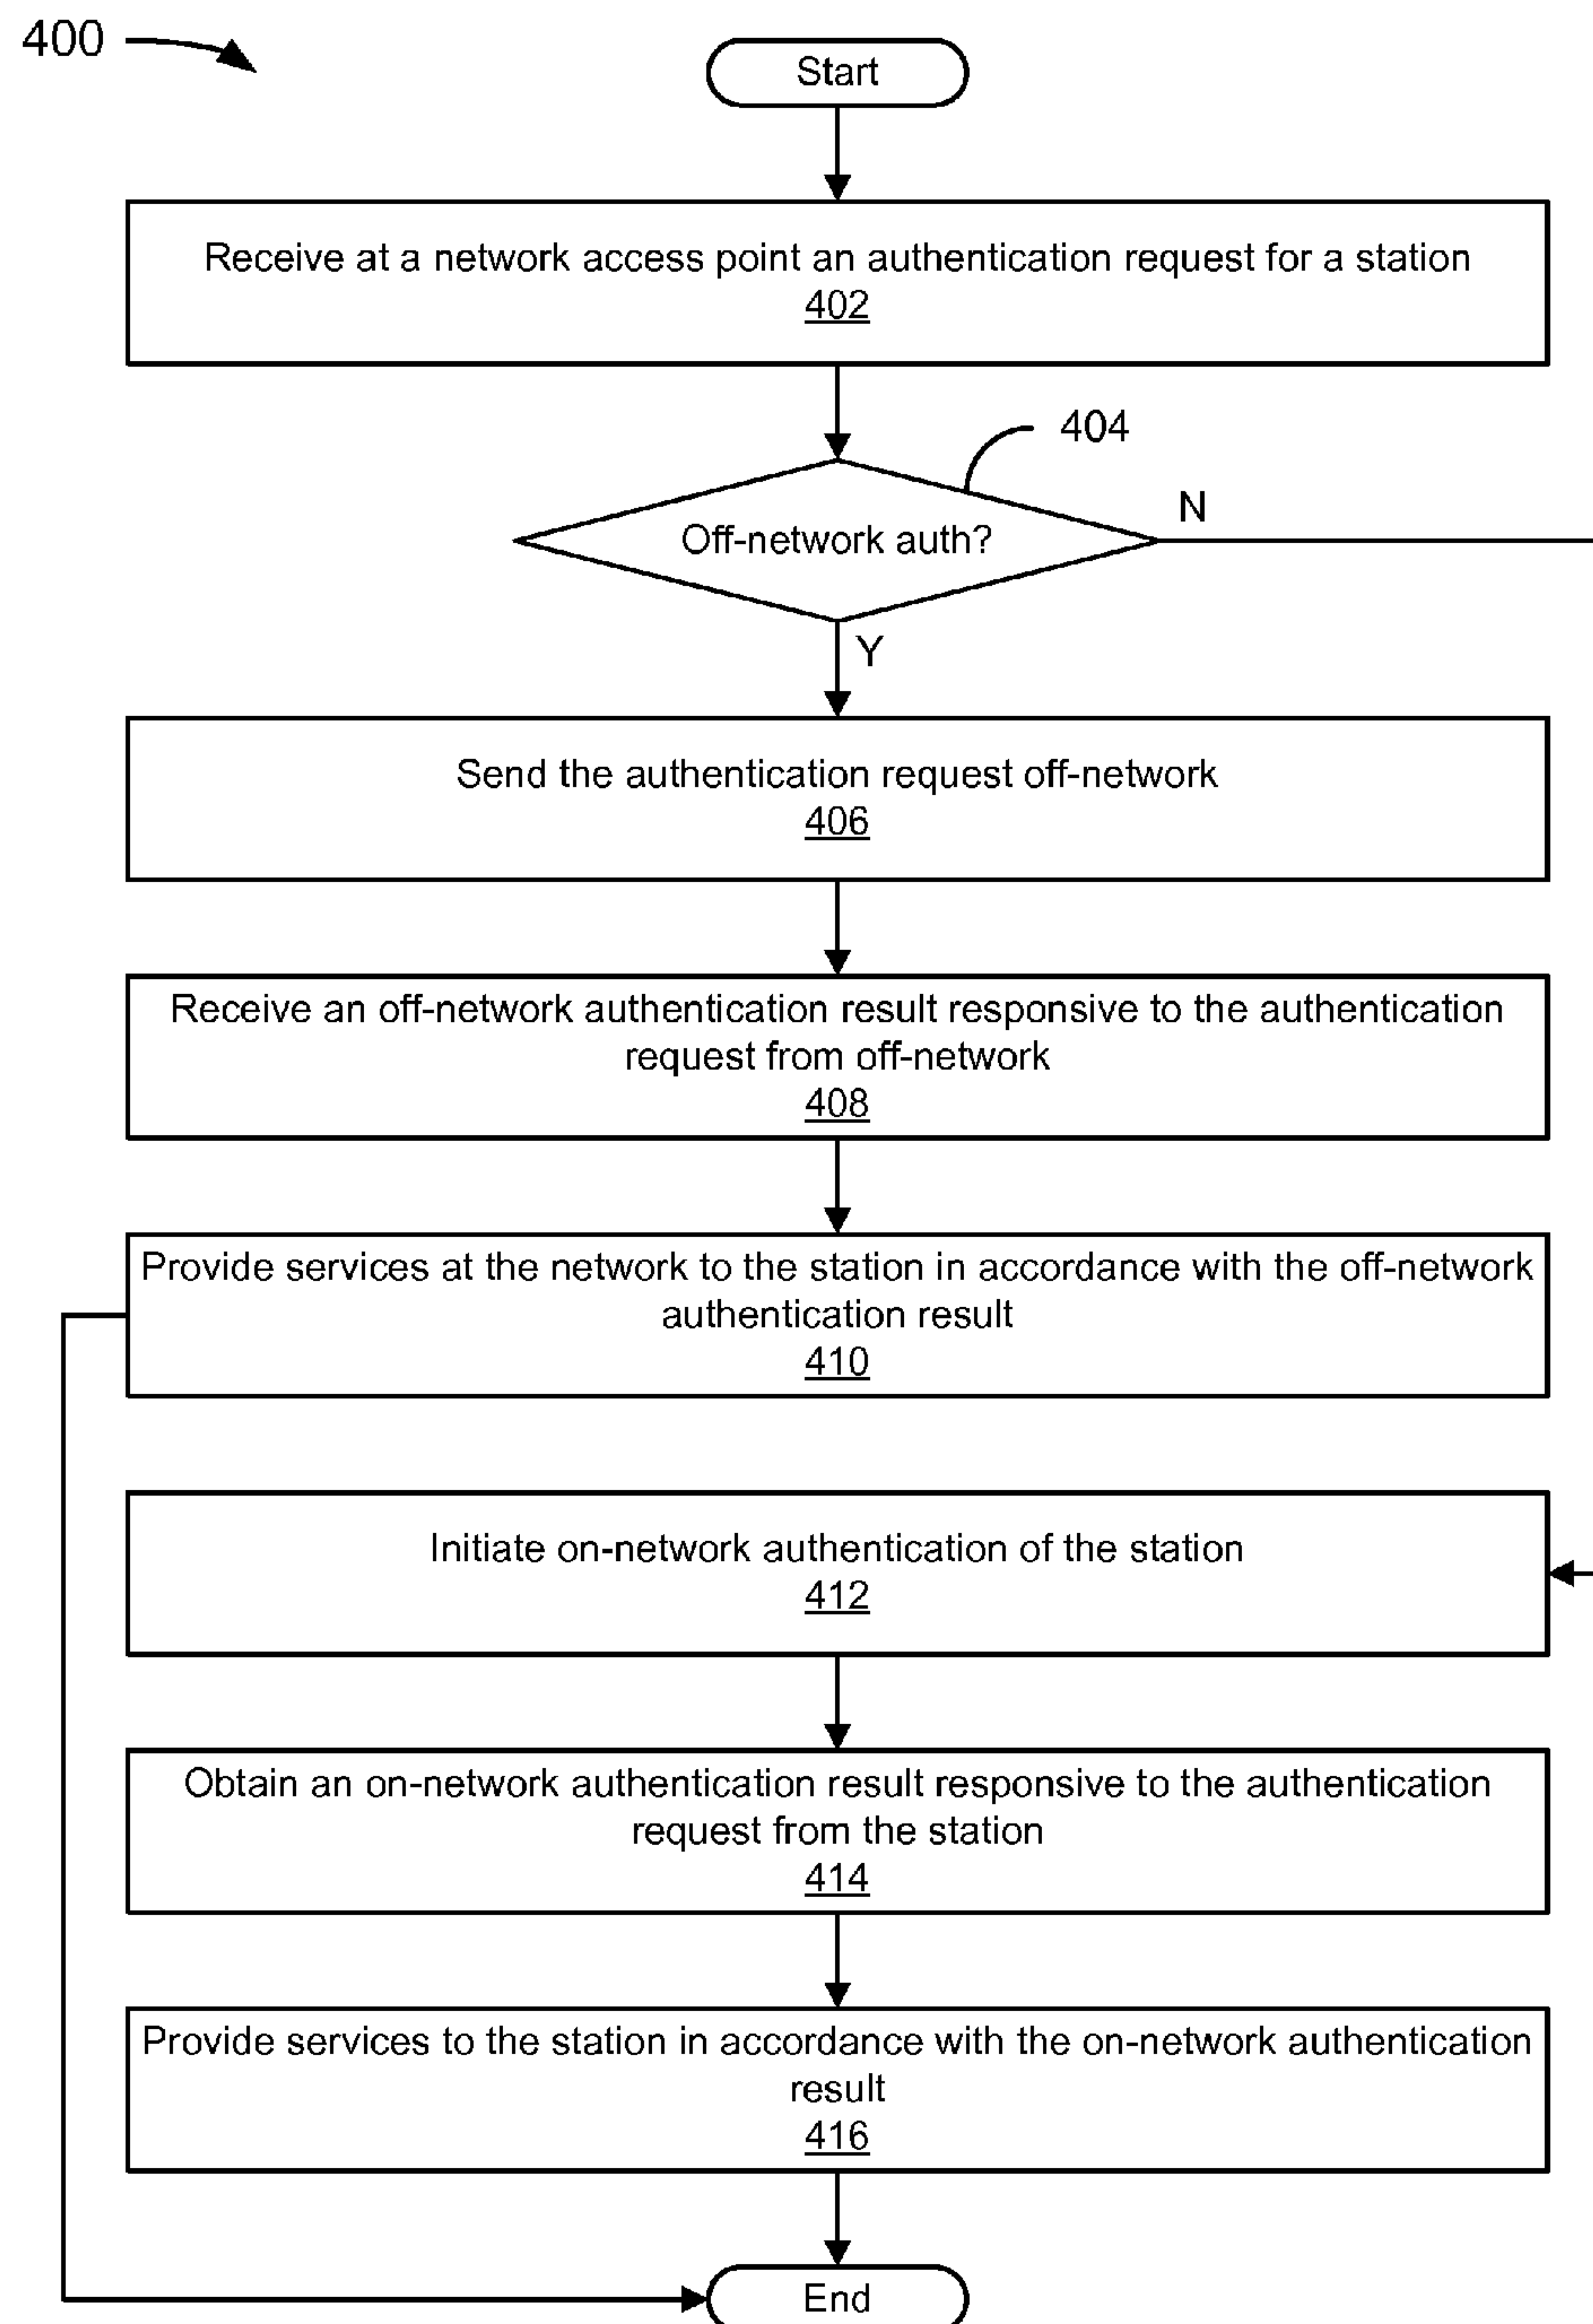 400
Start
Receive at a network access point an authentication request for a station
402
404
Off-network auth?
N
Y
Send the authentication request off-network
406
Receive an off-network authentication result responsive to the authentication
request from off-network
408
Provide services at the network to the station in accordance with the off-network
authentication result
410
Initiate on-network authentication of the station
412
Obtain an on-network authentication result responsive to the authentication
request from the station
414
Provide services to the station in accordance with the on-network authentication
result
416
End